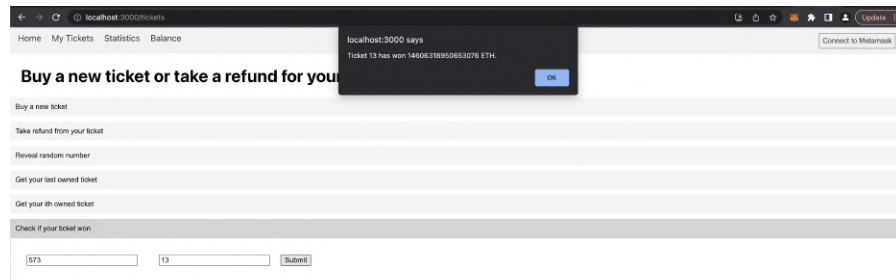 localhost:3000/tickets
Update
Home My Tickets Statistics Balance
Connect to Metamask
localhost:3000 says
Ticket 13 has won 14606318950653076 ETH.
OK
Buy a new ticket or take a refund for your
Buy a new ticket
Take refund from your ticket
Reveal random number
Get your last owned ticket
Get your ith owned ticket
Check if your ticket won
573 13 Submit